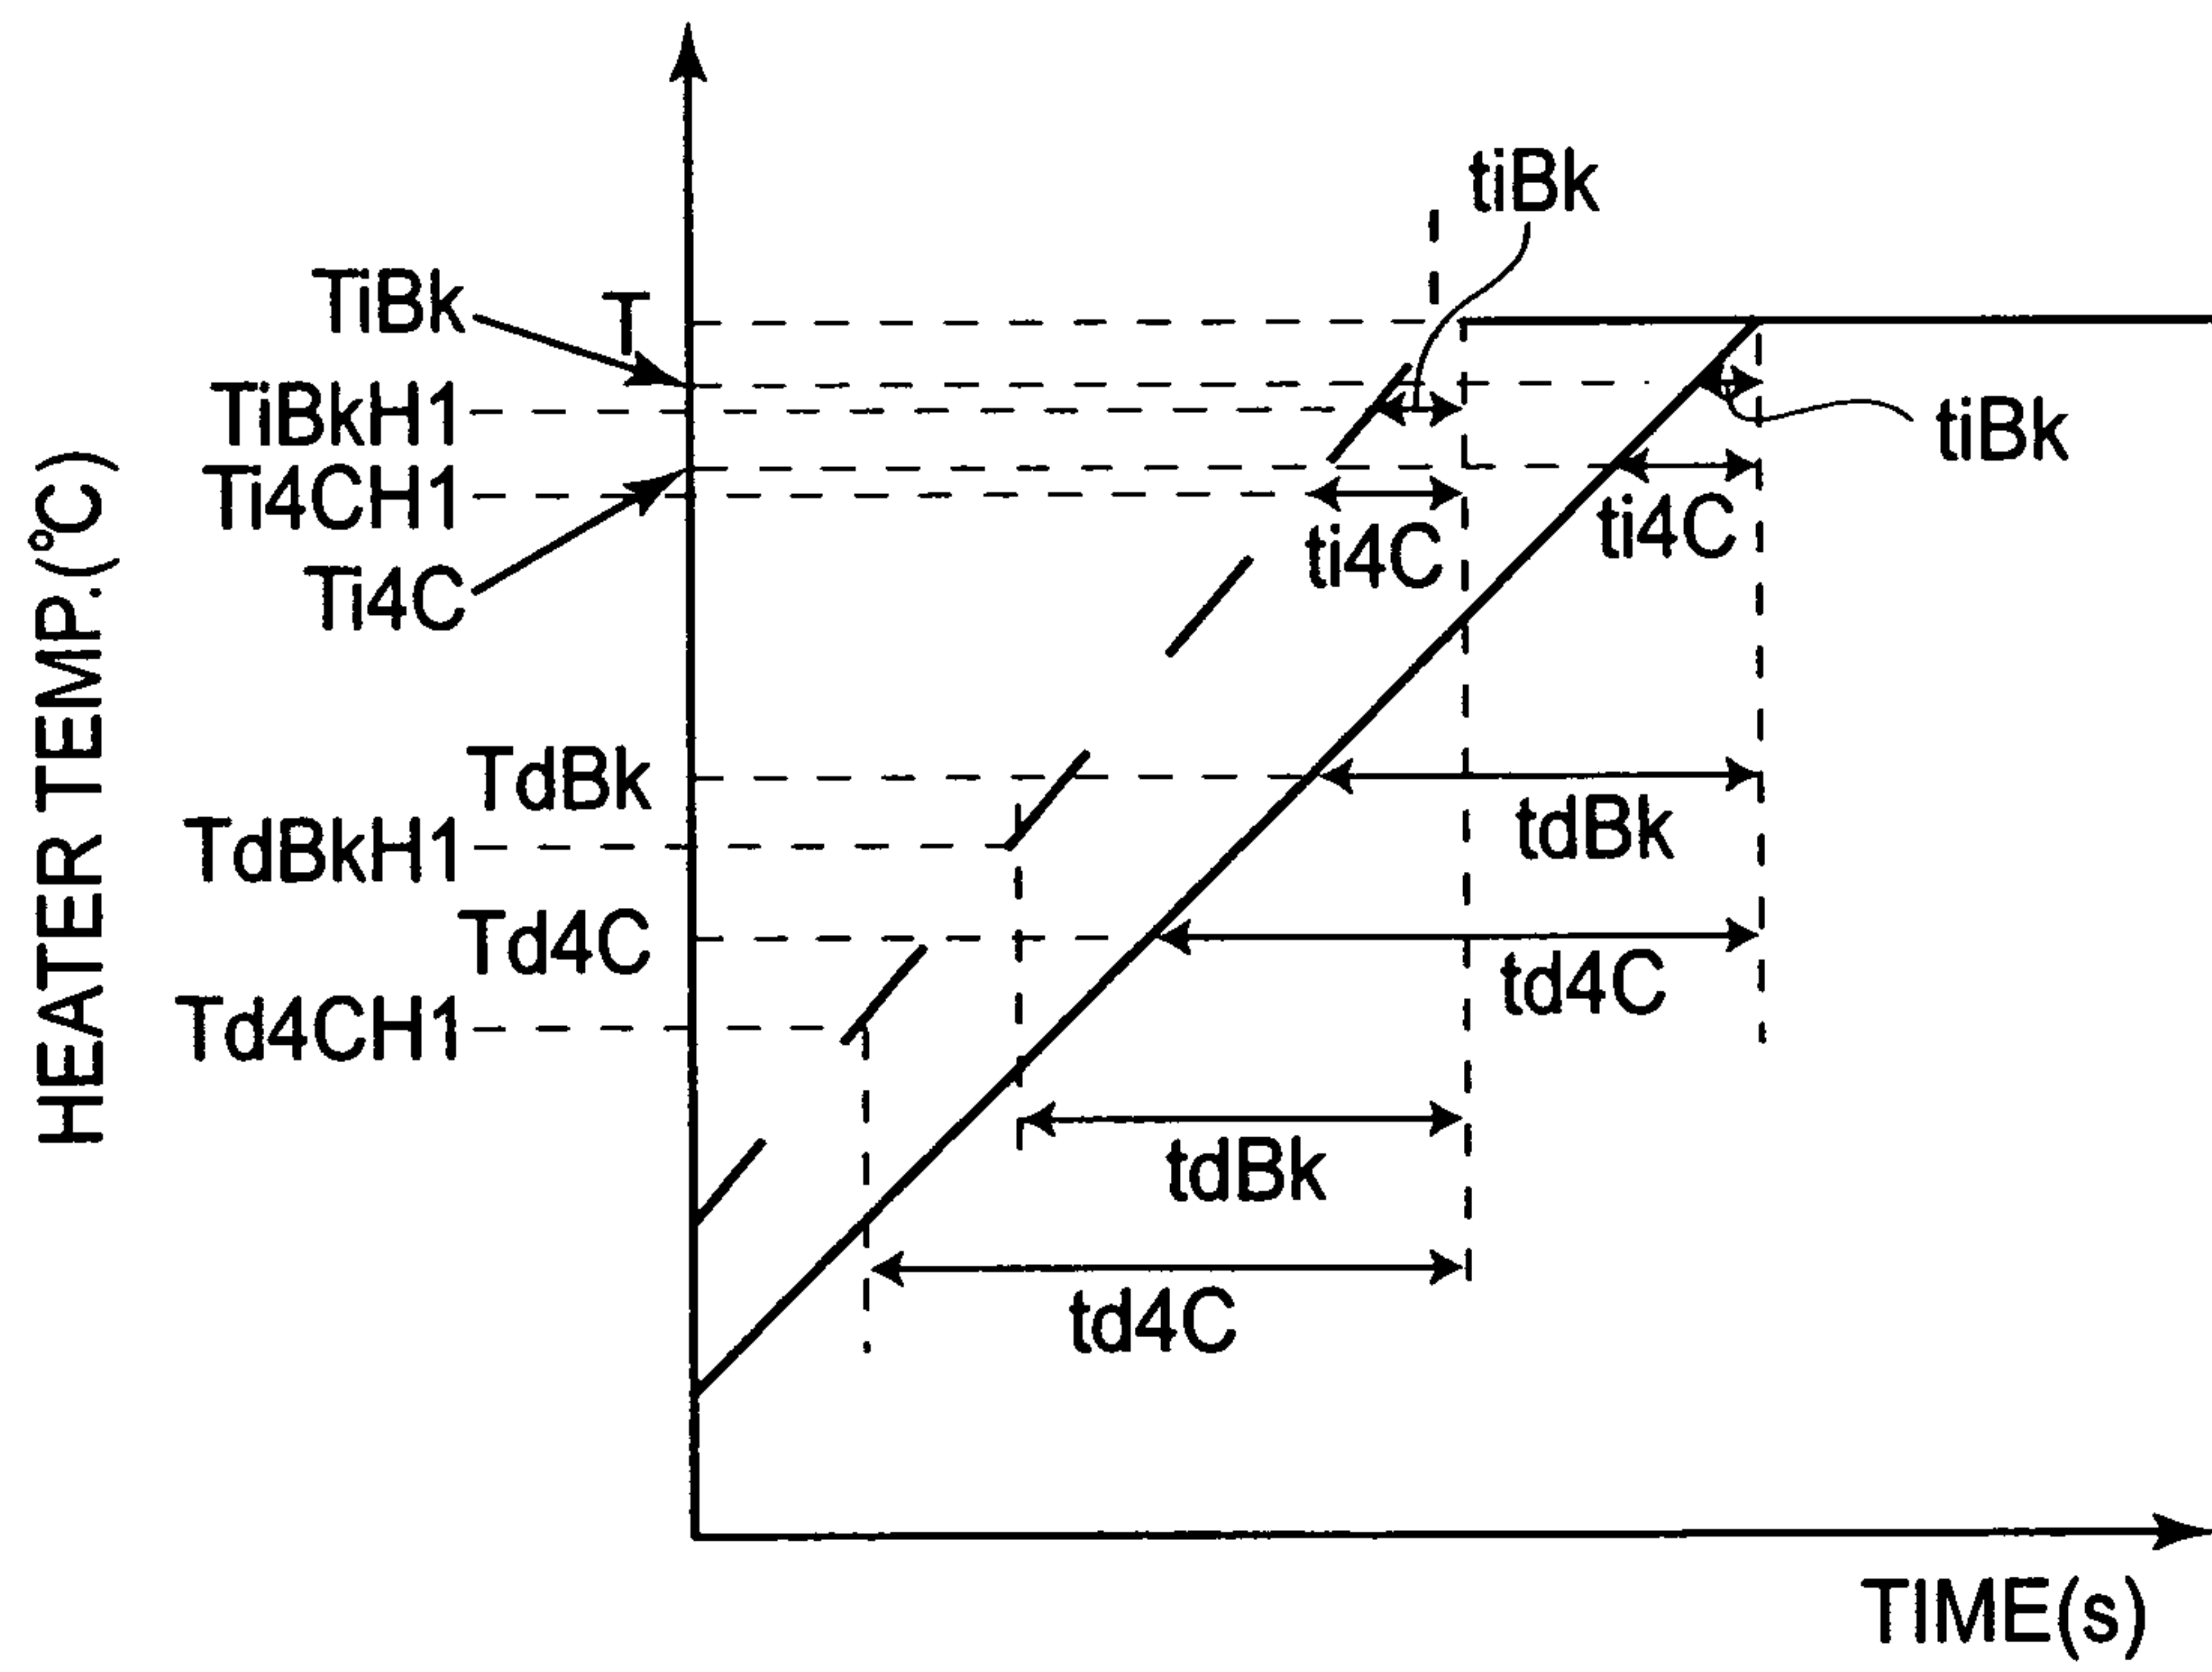 tiBk
TiBk
T
TiBkH1
tiBk
Ti4CH1
ti4C
ti4C
Ti4C
HEATER TEMP.(°C)
TdBk
tdBk
TdBkH1
Td4C
td4C
Td4CH1
tdBk
td4C
TIME(s)